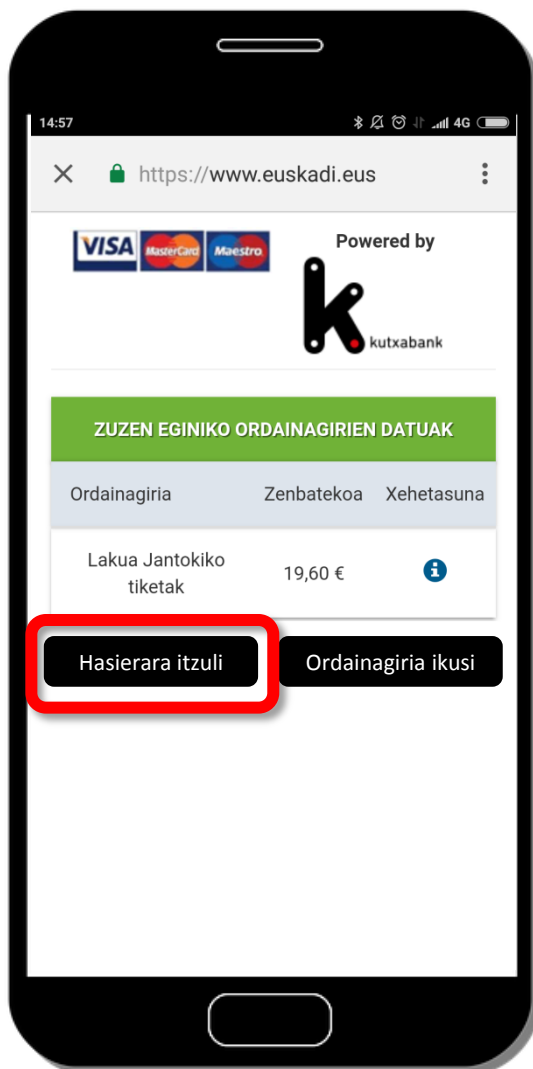 14:57 4G
https://www.euskadi.eus
VISA MasterCard Maestro Powered by
kutxabank
ZUZEN EGINIKO ORDAINAGIRIEN DATUAK
Ordainagiria Zenbatekoa Xehetasuna
Lakua Jantokiko
tiketak
19,60 €
Hasierara itzuli Ordainagiria ikusi